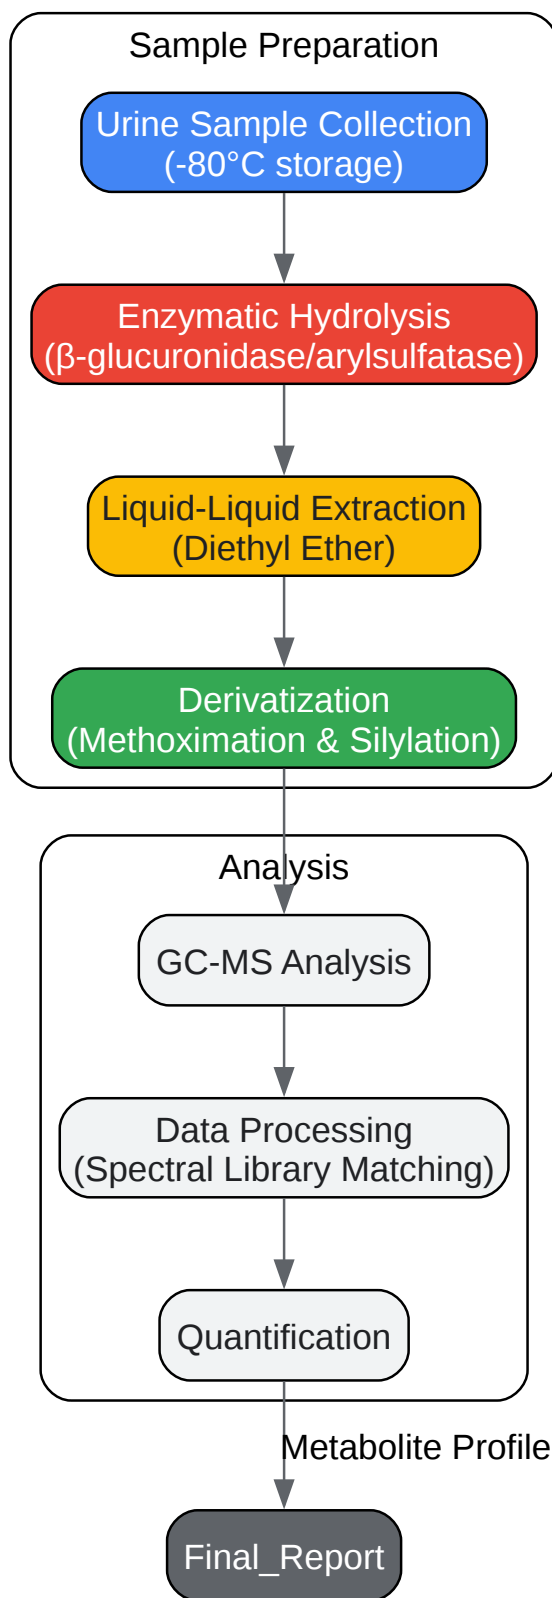 Sample Preparation
Urine Sample Collection
(-80°C storage)
Enzymatic Hydrolysis
(β-glucuronidase/arylsulfatase)
Liquid-Liquid Extraction
(Diethyl Ether)
Derivatization
(Methoximation & Silylation)
Analysis
GC-MS Analysis
Data Processing
(Spectral Library Matching)
Quantification
Metabolite Profile
Final_Report